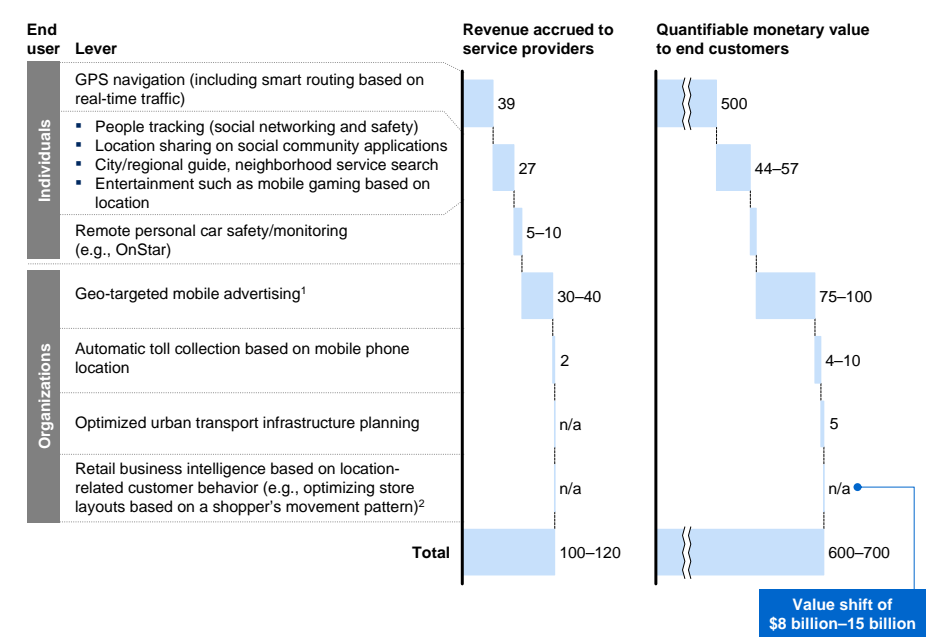 End
user Lever
Revenue accrued to
service providers
Quantifiable monetary value
to end customers
Individuals
GPS navigation (including smart routing based on
real-time traffic)
39
500
▪ People tracking (social networking and safety)
▪ Location sharing on social community applications
▪ City/regional guide, neighborhood service search
▪ Entertainment such as mobile gaming based on
location
27
44–57
Remote personal car safety/monitoring
(e.g., OnStar)
5–10
Organizations
Geo-targeted mobile advertising¹
30–40
75–100
Automatic toll collection based on mobile phone
location
2
4–10
Optimized urban transport infrastructure planning
n/a
5
Retail business intelligence based on location-
related customer behavior (e.g., optimizing store
layouts based on a shopper's movement pattern)²
n/a
n/a
Total
100–120
600–700
Value shift of
$8 billion–15 billion